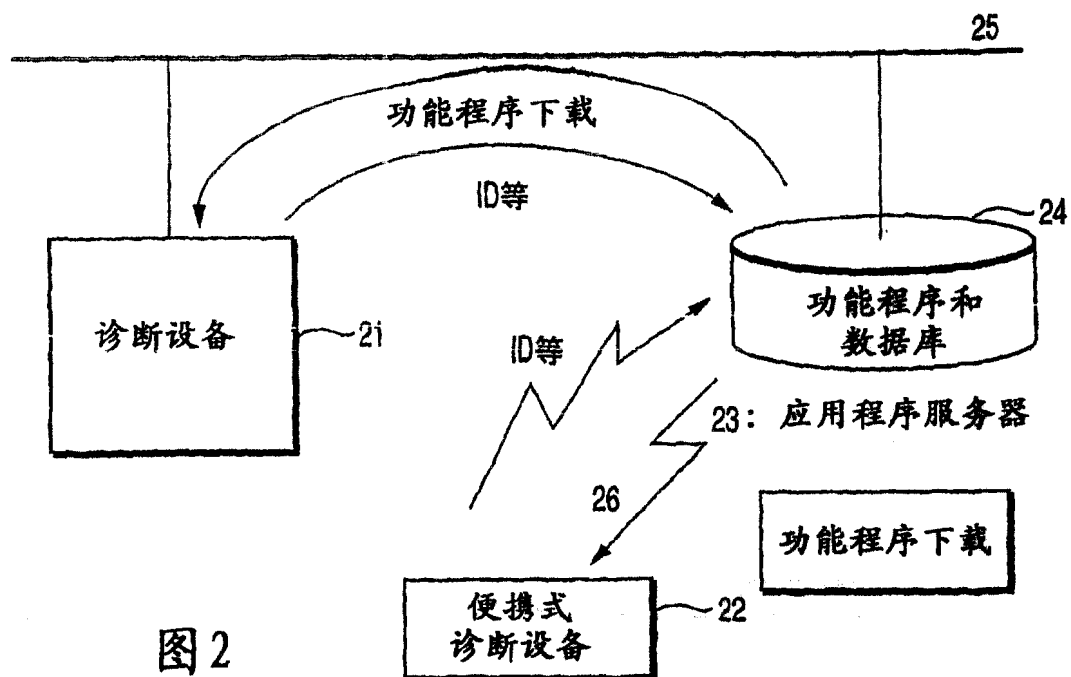 25
功能程序下载
ID等
24
诊断设备
21
功能程序和
数据库
ID等
23: 应用程序服务器
26
功能程序下载
便携式
诊断设备
22
图2